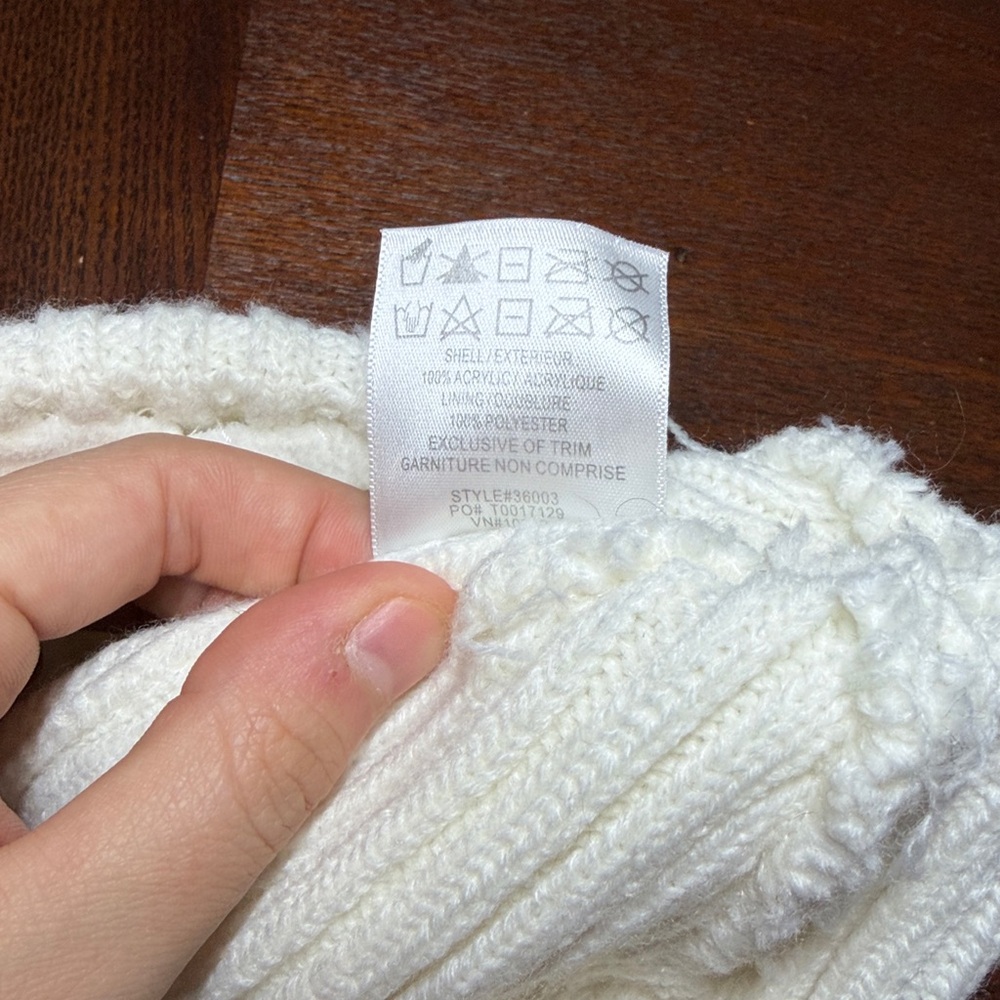 SHELL / EXTERIEUR
100% ACRYLIC / ACRYLIQUE
LINING / DOUBLURE
100% POLYESTER
EXCLUSIVE OF TRIM
GARNITURE NON COMPRISE
STYLE#36003
PO# T0017129